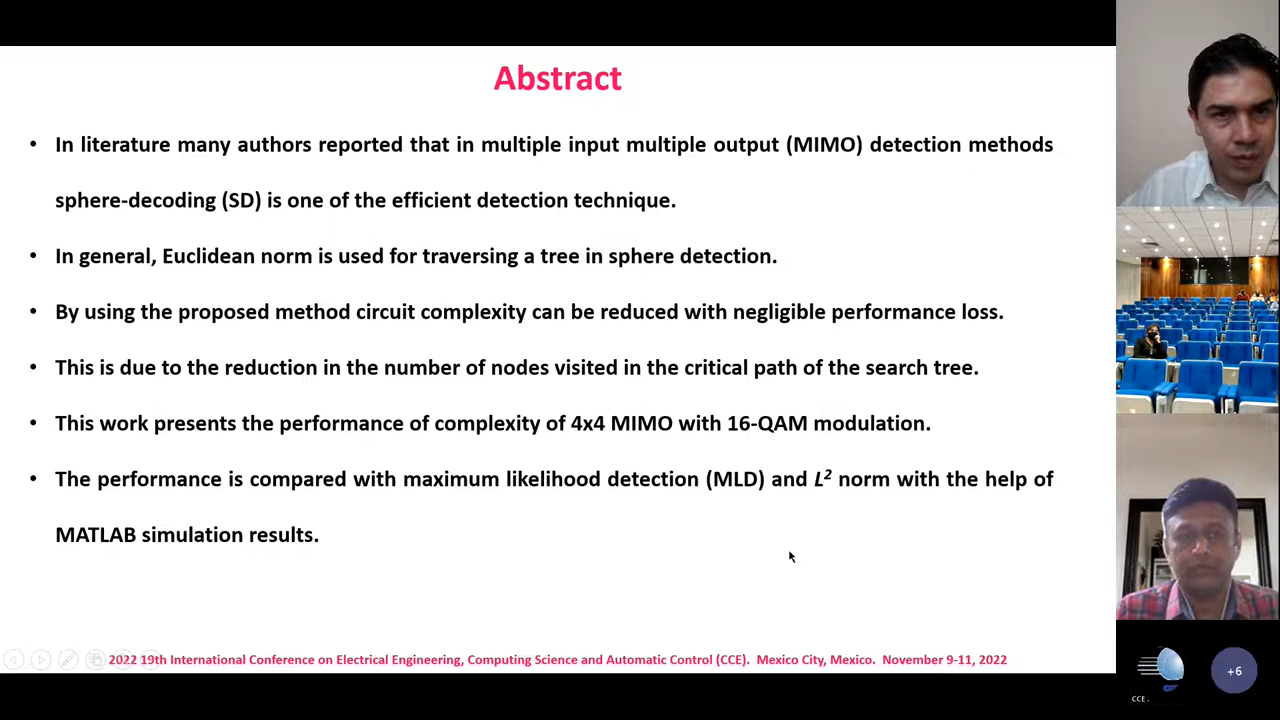 Abstract
• In literature many authors reported that in multiple input multiple output (MIMO) detection methods
sphere-decoding (SD) is one of the efficient detection technique.
• In general, Euclidean norm is used for traversing a tree in sphere detection.
• By using the proposed method circuit complexity can be reduced with negligible performance loss.
• This is due to the reduction in the number of nodes visited in the critical path of the search tree.
• This work presents the performance of complexity of 4x4 MIMO with 16-QAM modulation.
• The performance is compared with maximum likelihood detection (MLD) and L² norm with the help of
MATLAB simulation results.
2022 19th International Conference on Electrical Engineering, Computing Science and Automatic Control (CCE). Mexico City, Mexico. November 9-11, 2022
CCE .
+6